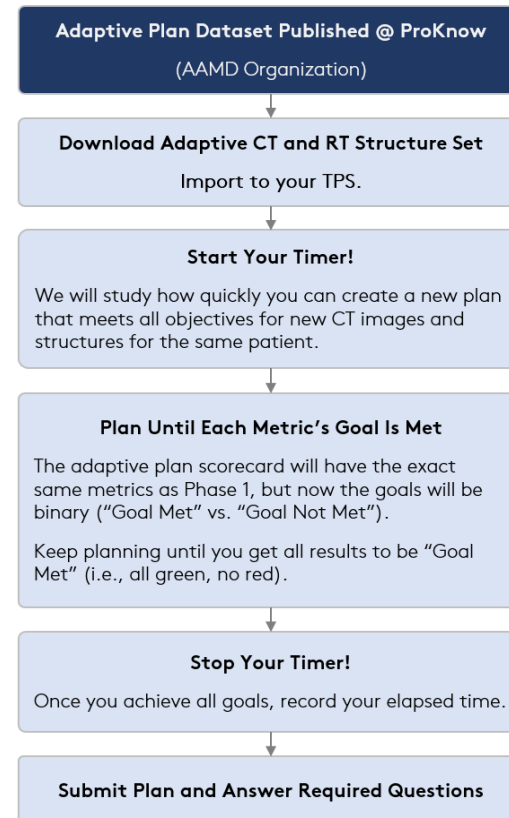 Adaptive Plan Dataset Published @ ProKnow
(AAMD Organization)
Download Adaptive CT and RT Structure Set
Import to your TPS.
Start Your Timer!
We will study how quickly you can create a new plan
that meets all objectives for new CT images and
structures for the same patient.
Plan Until Each Metric’s Goal Is Met
The adaptive plan scorecard will have the exact
same metrics as Phase 1, but now the goals will be
binary (“Goal Met” vs. “Goal Not Met”).
Keep planning until you get all results to be “Goal
Met” (i.e., all green, no red).
Stop Your Timer!
Once you achieve all goals, record your elapsed time.
Submit Plan and Answer Required Questions